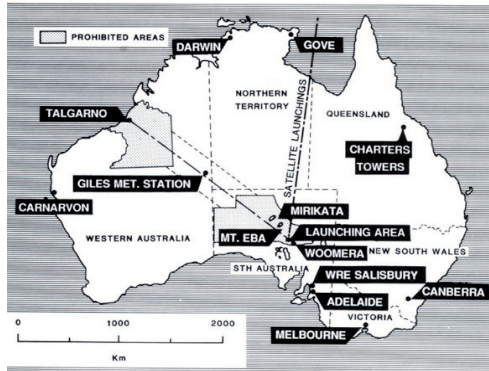 PROHIBITED AREAS
DARWIN
GOVE
NORTHERN
TERRITORY
QUEENSLAND
TALGARNO
SATELLITE LAUNCHINGS
CHARTERS
TOWERS
GILES MET. STATION
CARNARVON
MIRIKATA
WESTERN AUSTRALIA
MT. EBA
LAUNCHING AREA
NEW SOUTH WALES
WOOMERA
STH AUSTRALIA
WRE SALISBURY
CANBERRA
ADELAIDE
VICTORIA
MELBOURNE
0 1000 2000
Km